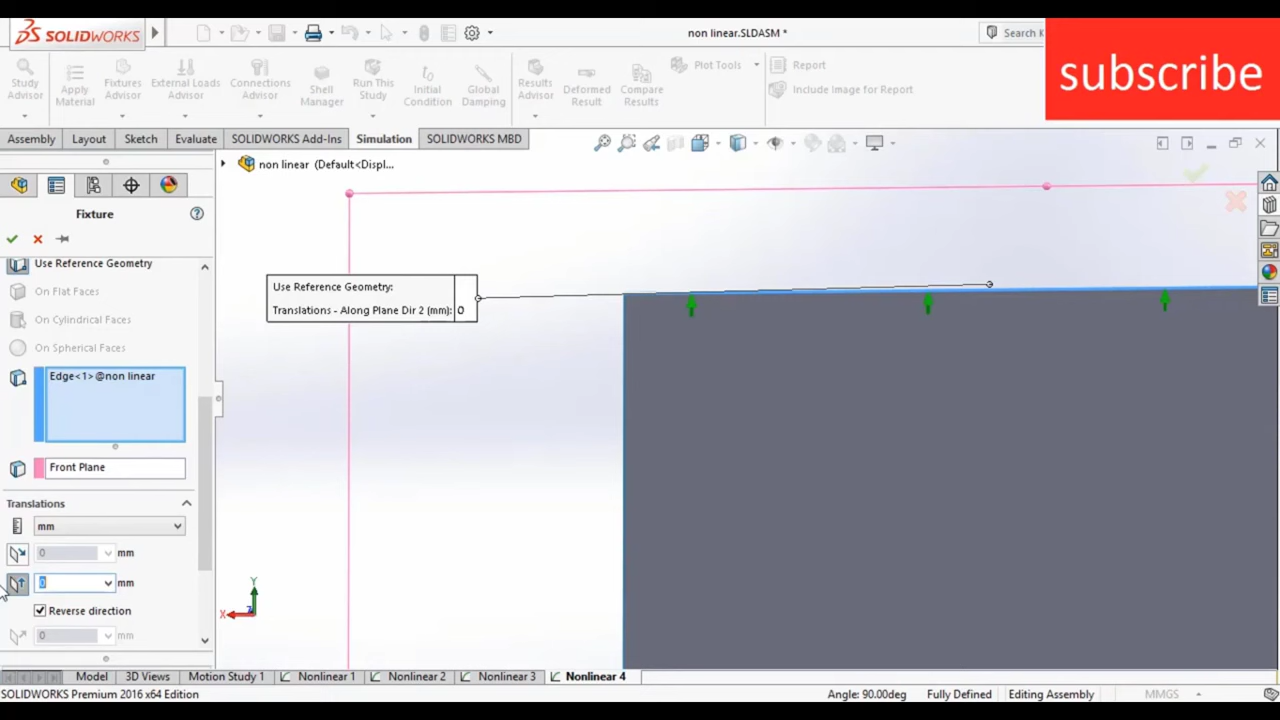 SOLIDWORKS
non linear.SLDASM *
Search K
subscribe
Study Advisor
Apply Material
Fixtures Advisor
External Loads Advisor
Connections Advisor
Shell Manager
Run This Study
Initial Condition
Global Damping
Results Advisor
Deformed Result
Compare Results
Plot Tools
Report
Include Image for Report
Assembly
Layout
Sketch
Evaluate
SOLIDWORKS Add-Ins
Simulation
SOLIDWORKS MBD
non linear (Default<Displ...
Fixture
Use Reference Geometry
On Flat Faces
On Cylindrical Faces
On Spherical Faces
Edge<1>@non linear
Front Plane
Translations
mm
0 mm
0 mm
Reverse direction
0 mm
Use Reference Geometry:
Translations - Along Plane Dir 2 (mm): 0
Y
X
Z
Model
3D Views
Motion Study 1
Nonlinear 1
Nonlinear 2
Nonlinear 3
Nonlinear 4
SOLIDWORKS Premium 2016 x64 Edition
Angle: 90.00deg
Fully Defined
Editing Assembly
MMGS